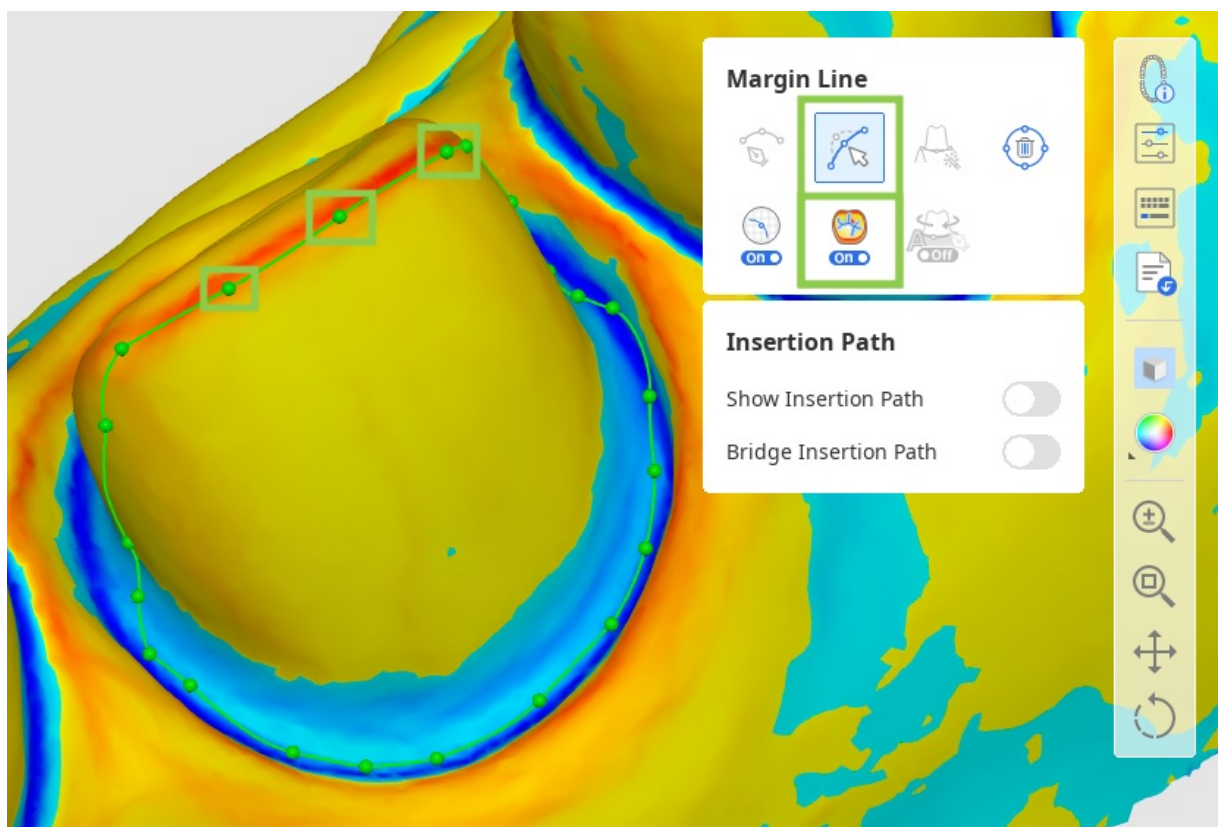 Margin Line
On
On
A
Off
Insertion Path
Show Insertion Path
Bridge Insertion Path